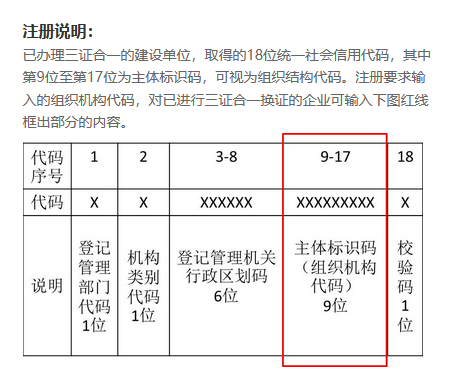 注册说明：
已办理三证合一的建设单位，取得的18位统一社会信用代码，其中
第9位至第17位为主体标识码，可视为组织结构代码。注册要求输
入的组织机构代码，对已进行三证合一换证的企业可输入下图红线
框出部分的内容。
代码
序号
1
2
3-8
9-17
18
代码
X
X
XXXXXX
XXXXXXXXX
X
说明
登记
管理
部门
代码
1位
机构
类别
代码
1位
登记管理机关
行政区划码
6位
主体标识码
（组织机构
代码）
9位
校
验
码
1
位